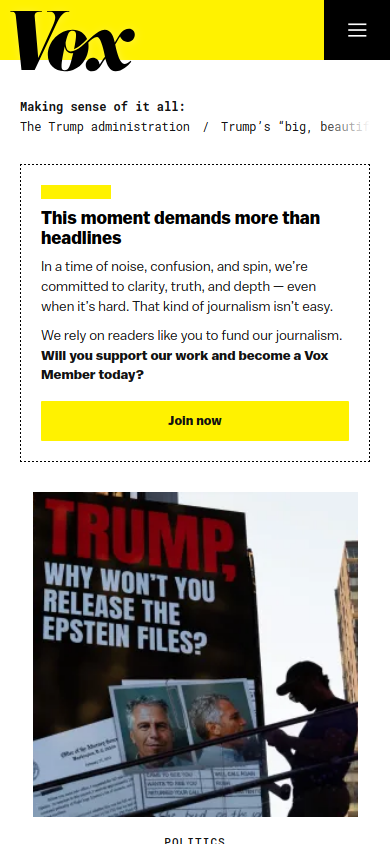 Vox
Making sense of it all:
The Trump administration / Trump's "big, beautif
This moment demands more than
headlines
In a time of noise, confusion, and spin, we're
committed to clarity, truth, and depth — even
when it's hard. That kind of journalism isn't easy.
We rely on readers like you to fund our journalism.
Will you support our work and become a Vox
Member today?
Join now
TRUMP,
WHY WON'T YOU
RELEASE THE
EPSTEIN FILES?
POLITICS